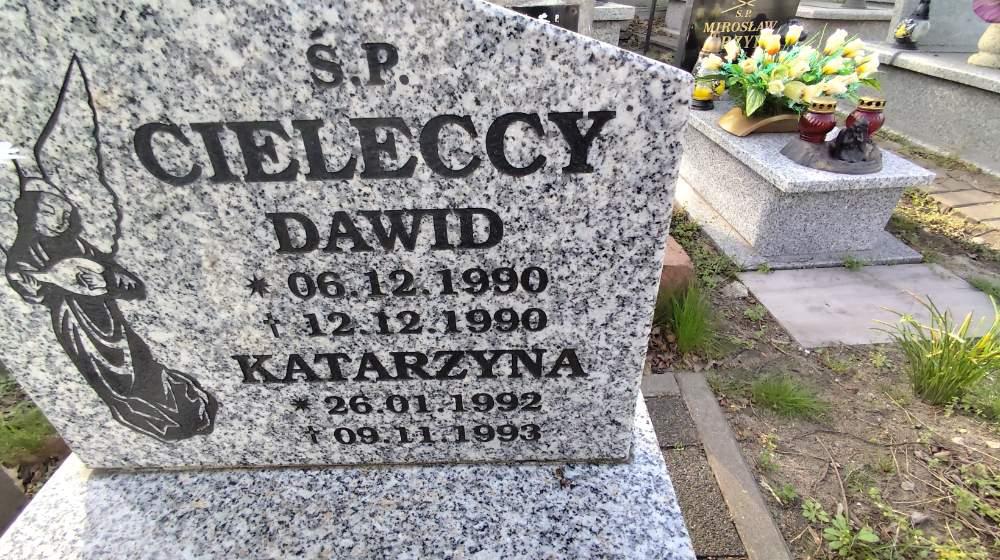 Ś.P.
CIELECCY
DAWID
* 06.12.1990
† 12.12.1990
KATARZYNA
* 26.01.1992
† 09.11.1993
Ś.P.
MIROSŁAW